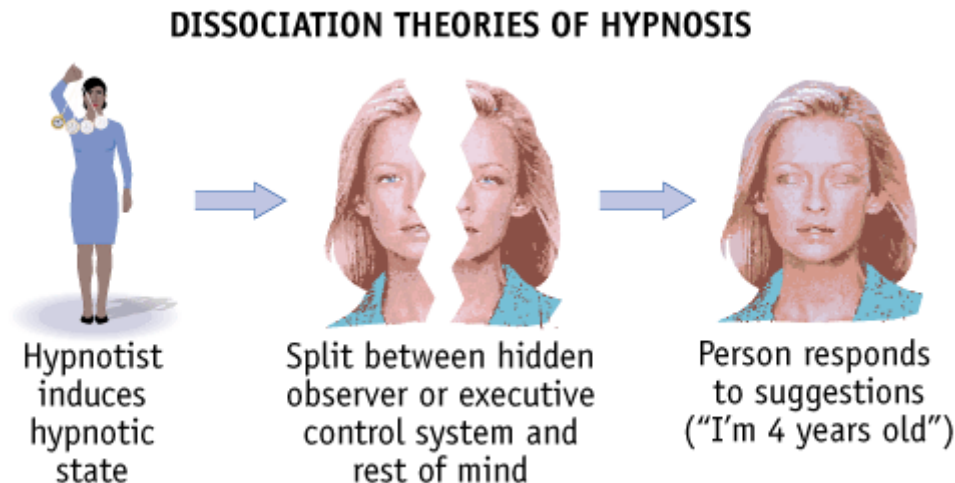 DISSOCIATION THEORIES OF HYPNOSIS
Hypnotist
induces
hypnotic
state
Split between hidden
observer or executive
control system and
rest of mind
Person responds
to suggestions
(“I’m 4 years old”)